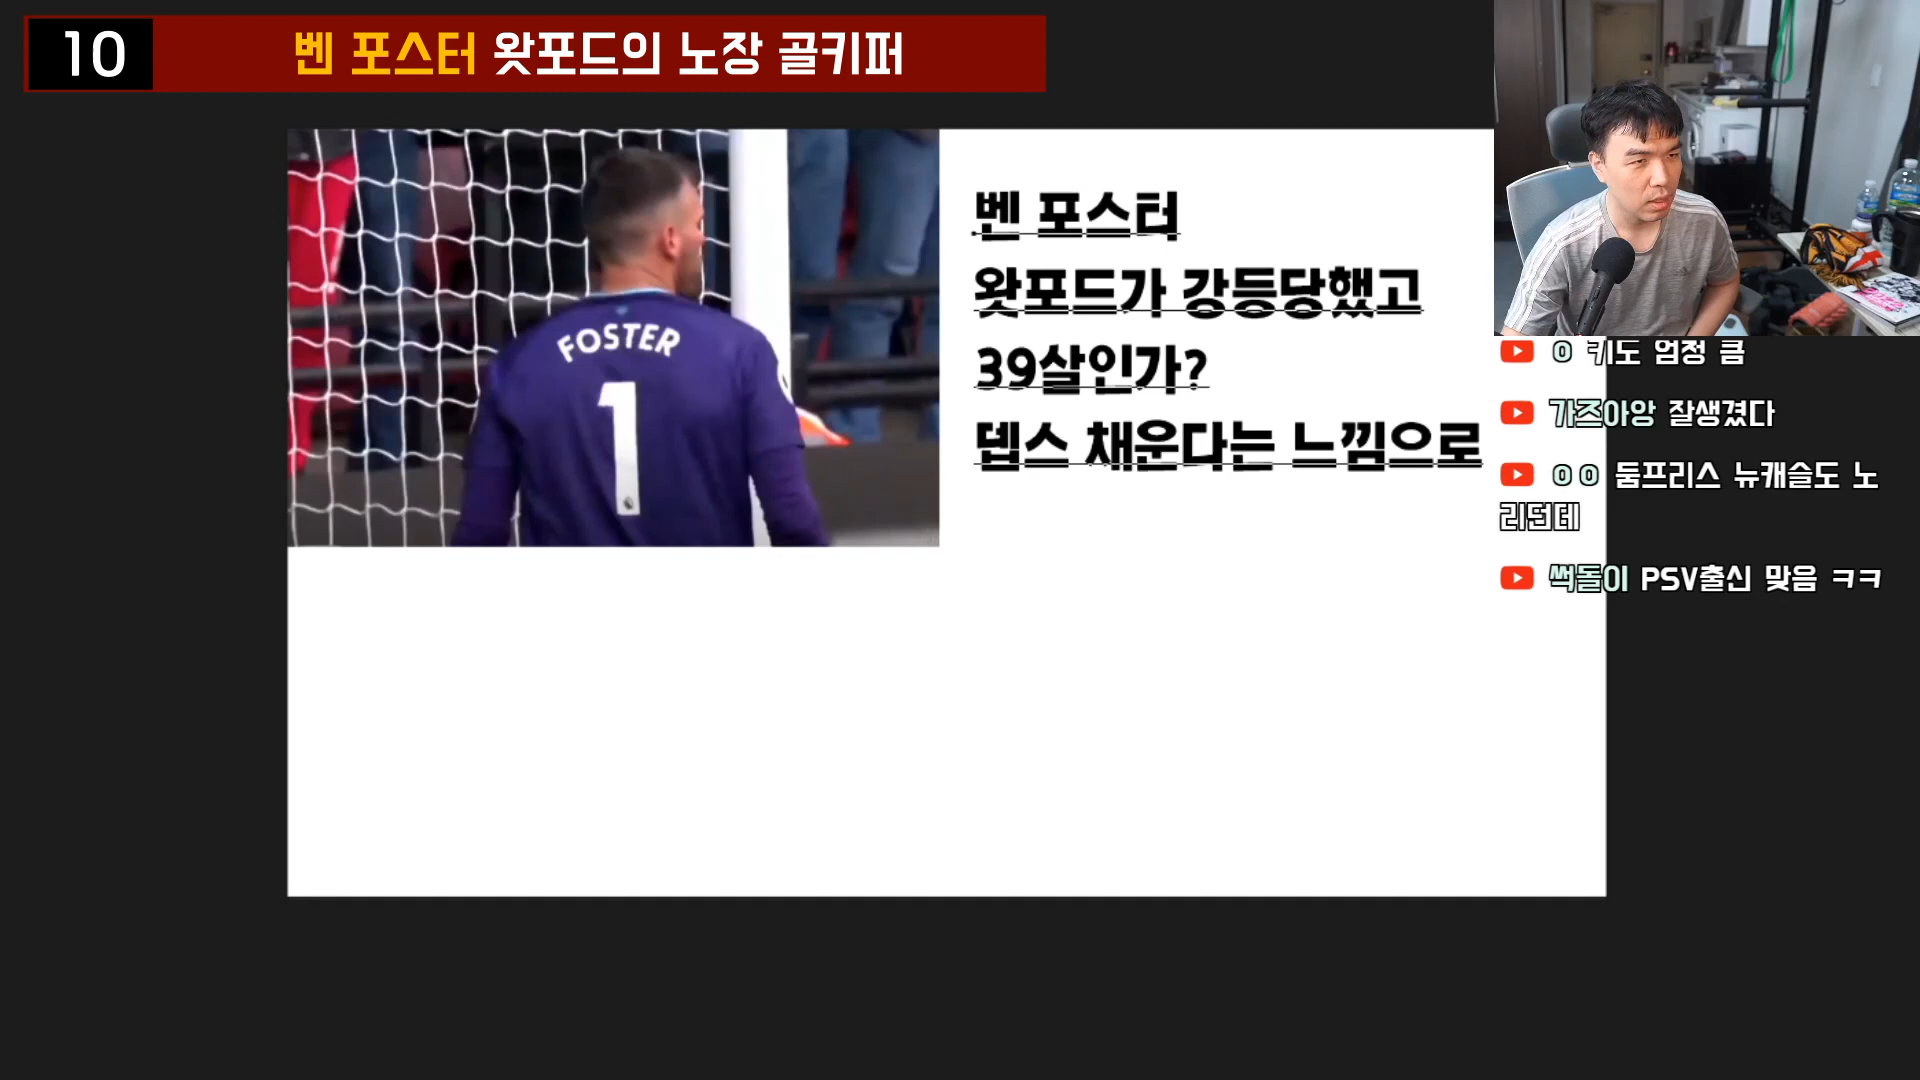 10
벤 포스터 왓포드의 노장 골키퍼
FOSTER
1
벤 포스터
왓포드가 강등당했고
39살인가?
뎁스 채운다는 느낌으로
ㅇ 키도 엄청 큼
가즈아앙 잘생겼다
ㅇㅇ 둠프리스 뉴캐슬도 노
리던데
썩돌이 PSV출신 맞음 ㅋㅋ